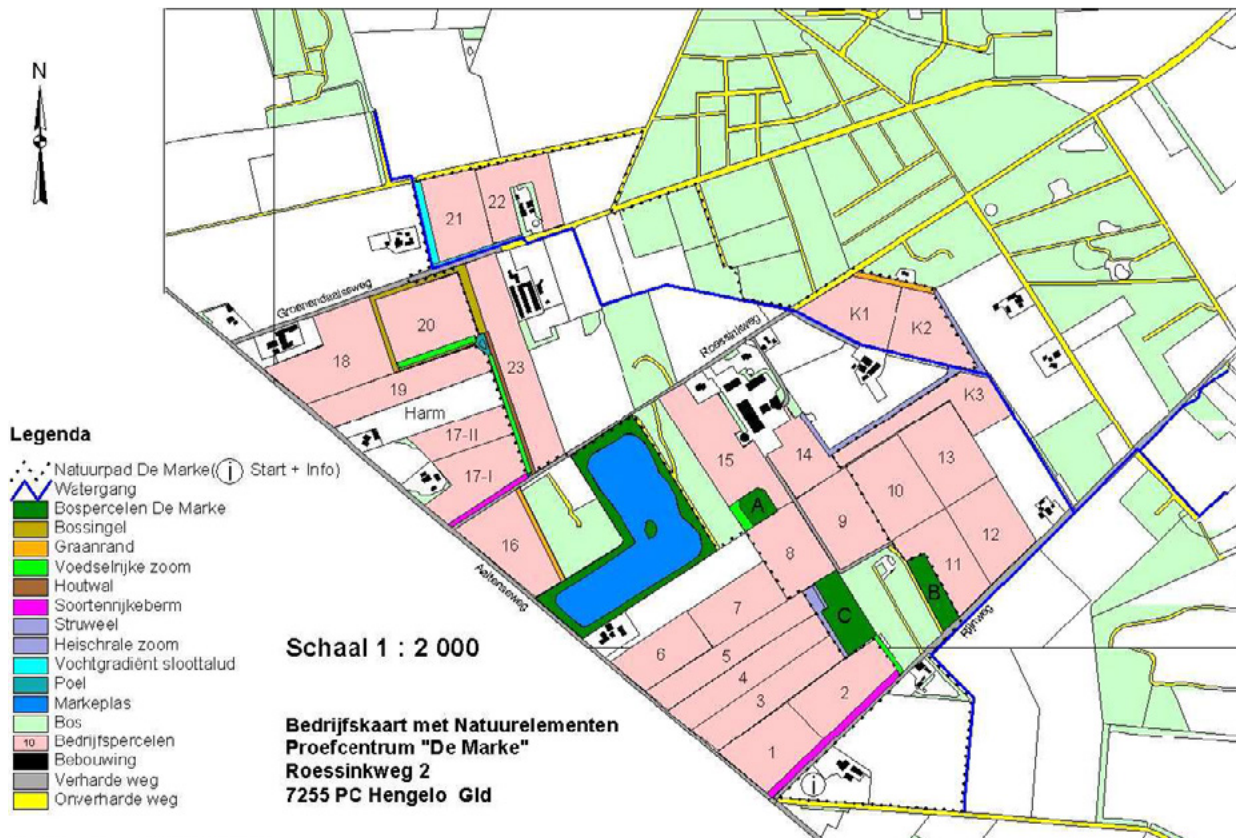 N
21
22
Groenendaalseweg
20
18
23
19
Harm
17-II
17-I
16
Roessinkweg
K1
K2
K3
15
14
13
10
9
12
A
8
11
B
C
7
6
5
4
3
2
1
Aaltenseweg
Rijnweg
i
Legenda
Natuurpad De Marke( i Start + Info)
Watergang
Bospercelen De Marke
Bossingel
Graanrand
Voedselrijke zoom
Houtwal
Soortenrijkeberm
Struweel
Heischrale zoom
Vochtgradiënt sloottalud
Poel
Markeplas
Bos
10 Bedrijfspercelen
Bebouwing
Verharde weg
Onverharde weg
Schaal 1 : 2 000
Bedrijfskaart met Natuurelementen
Proefcentrum "De Marke"
Roessinkweg 2
7255 PC Hengelo Gld